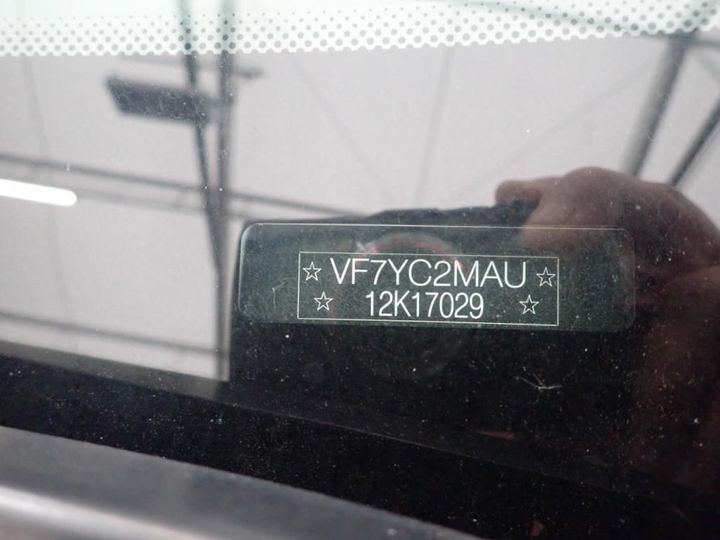 ☆ VF7YC2MAU ☆
☆ 12K17029 ☆